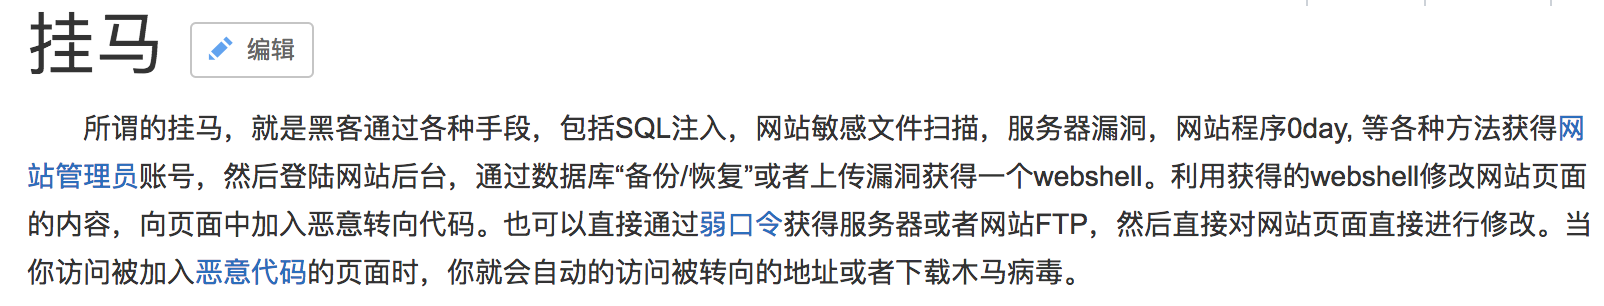 挂马 编辑
所谓的挂马，就是黑客通过各种手段，包括SQL注入，网站敏感文件扫描，服务器漏洞，网站程序0day, 等各种方法获得网
站管理员账号，然后登陆网站后台，通过数据库“备份/恢复”或者上传漏洞获得一个webshell。利用获得的webshell修改网站页面
的内容，向页面中加入恶意转向代码。也可以直接通过弱口令获得服务器或者网站FTP，然后直接对网站页面直接进行修改。当
你访问被加入恶意代码的页面时，你就会自动的访问被转向的地址或者下载木马病毒。